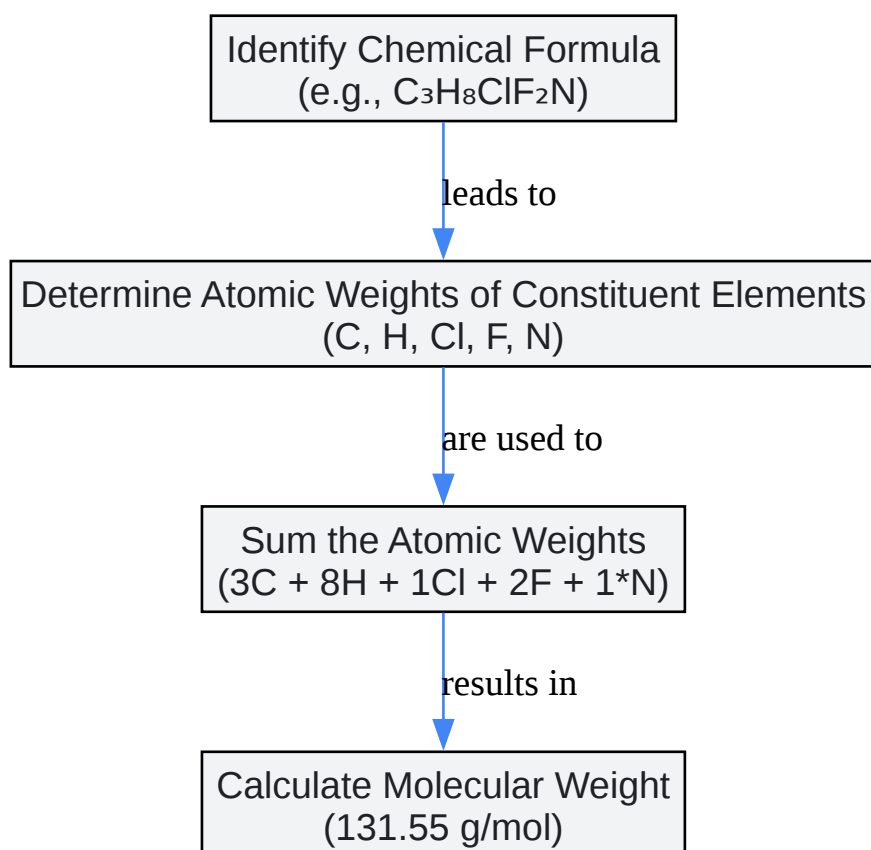 Identify Chemical Formula
(e.g., C₃H₈ClF₂N)
leads to
Determine Atomic Weights of Constituent Elements
(C, H, Cl, F, N)
are used to
Sum the Atomic Weights
(3C + 8H + 1Cl + 2F + 1*N)
results in
Calculate Molecular Weight
(131.55 g/mol)